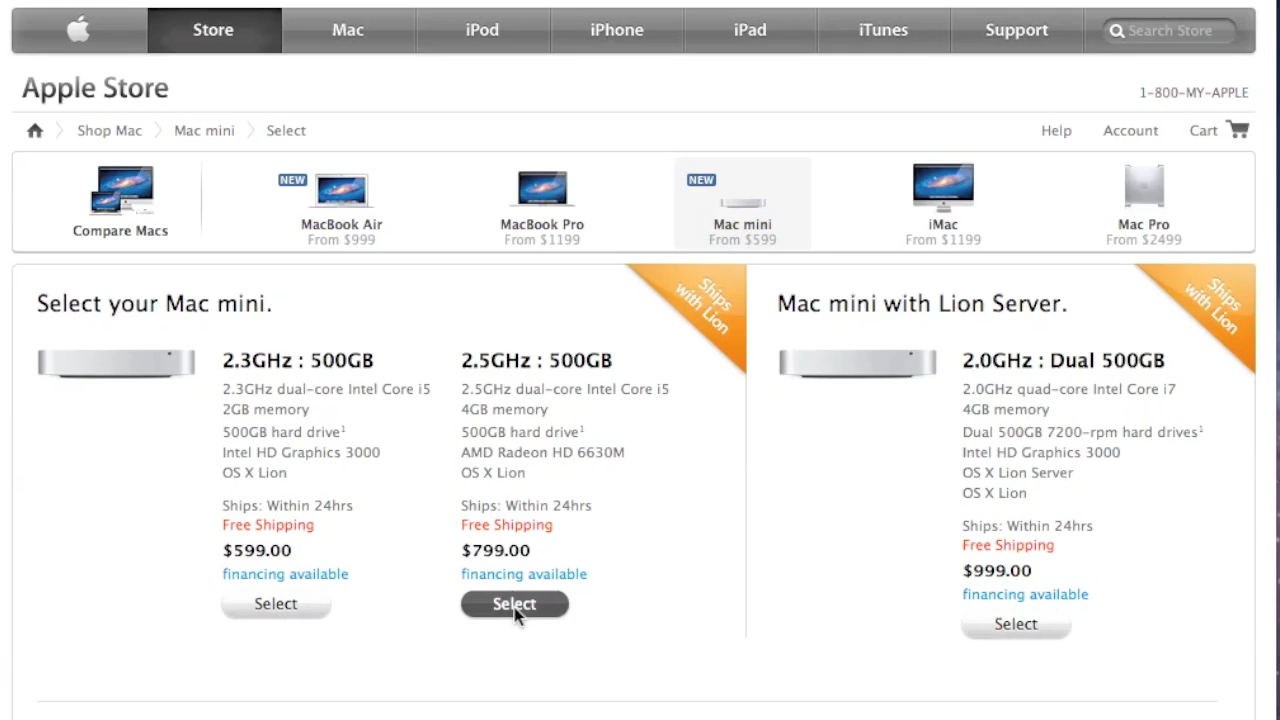 Store
Mac
iPod
iPhone
iPad
iTunes
Support
Search Store
Apple Store
1-800-MY-APPLE
Shop Mac
Mac mini
Select
Help
Account
Cart
Compare Macs
NEW
MacBook Air
From $999
MacBook Pro
From $1199
NEW
Mac mini
From $599
iMac
From $1199
Mac Pro
From $2499
Select your Mac mini.
Ships
with Lion
2.3GHz : 500GB
2.3GHz dual-core Intel Core i5
2GB memory
500GB hard drive¹
Intel HD Graphics 3000
OS X Lion
Ships: Within 24hrs
Free Shipping
$599.00
financing available
Select
2.5GHz : 500GB
2.5GHz dual-core Intel Core i5
4GB memory
500GB hard drive¹
AMD Radeon HD 6630M
OS X Lion
Ships: Within 24hrs
Free Shipping
$799.00
financing available
Select
Mac mini with Lion Server.
Ships
with Lion
2.0GHz : Dual 500GB
2.0GHz quad-core Intel Core i7
4GB memory
Dual 500GB 7200-rpm hard drives¹
Intel HD Graphics 3000
OS X Lion Server
OS X Lion
Ships: Within 24hrs
Free Shipping
$999.00
financing available
Select